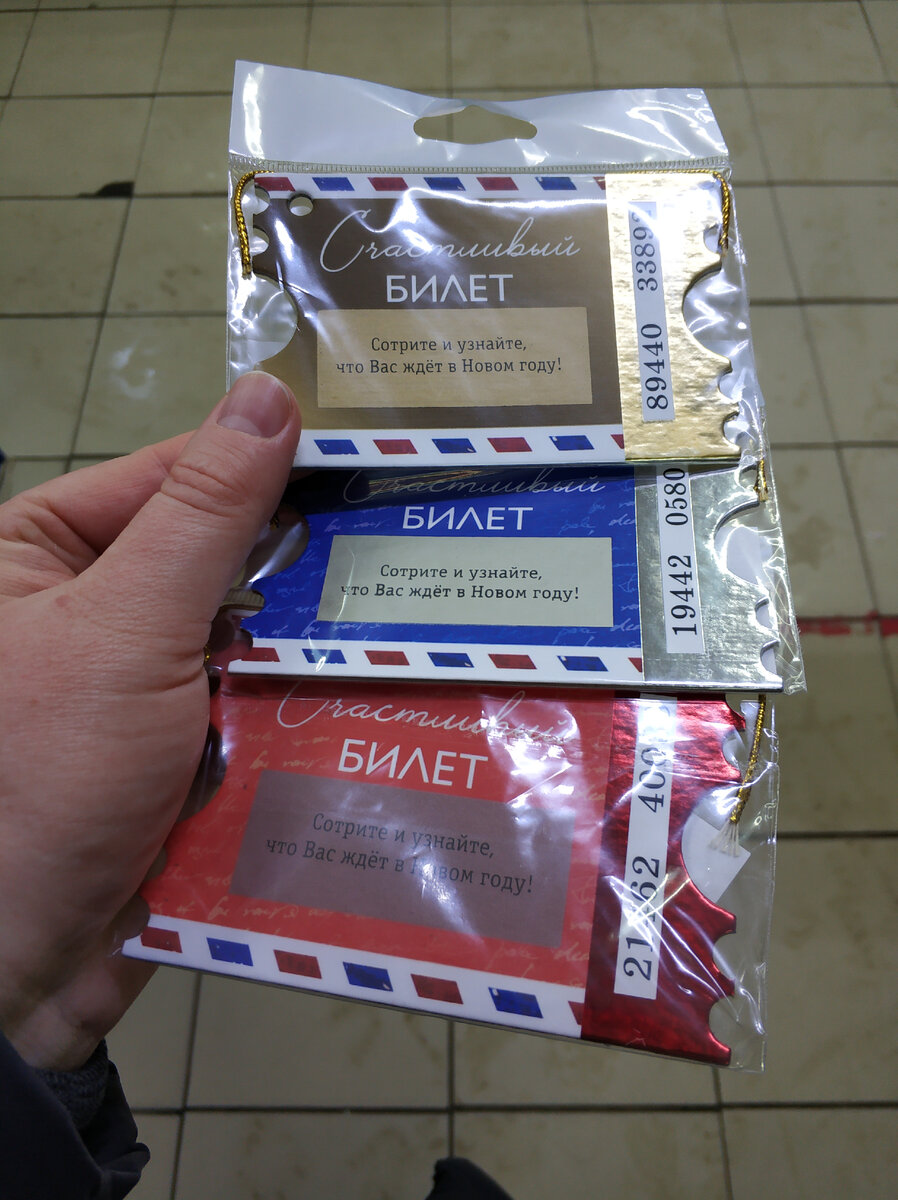 Счастливый
БИЛЕТ
Сотрите и узнайте,
что Вас ждёт в Новом году!
89440 33893
Счастливый
БИЛЕТ
Сотрите и узнайте,
что Вас ждёт в Новом году!
19442 0580
Счастливый
БИЛЕТ
Сотрите и узнайте,
что Вас ждёт в Новом году!